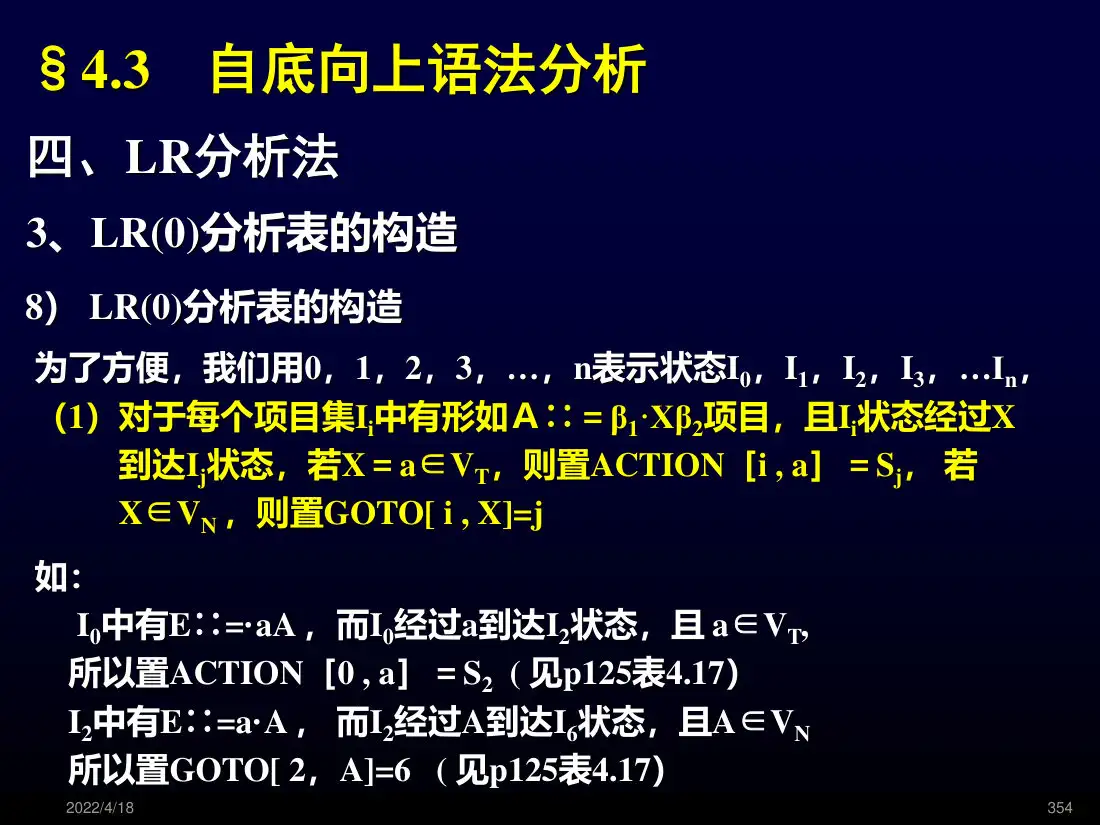 §4.3 自底向上语法分析
四、LR分析法
3、LR(0)分析表的构造
8） LR(0)分析表的构造
为了方便，我们用0，1，2，3，…，n表示状态I₀，I₁，I₂，I₃，…Iₙ，
（1）对于每个项目集Iᵢ中有形如A∷＝β₁·Xβ₂项目，且Iᵢ状态经过X
到达Iⱼ状态，若X＝a∈V_T，则置ACTION［i , a］＝Sⱼ， 若
X∈V_N ，则置GOTO[ i , X]=j
如：
I₀中有E∷=·aA ，而I₀经过a到达I₂状态，且 a∈V_T,
所以置ACTION［0 , a］＝S₂（ 见p125表4.17）
I₂中有E∷=a·A ， 而I₂经过A到达I₆状态，且A∈V_N
所以置GOTO[ 2，A]=6 （ 见p125表4.17）
2022/4/18
354